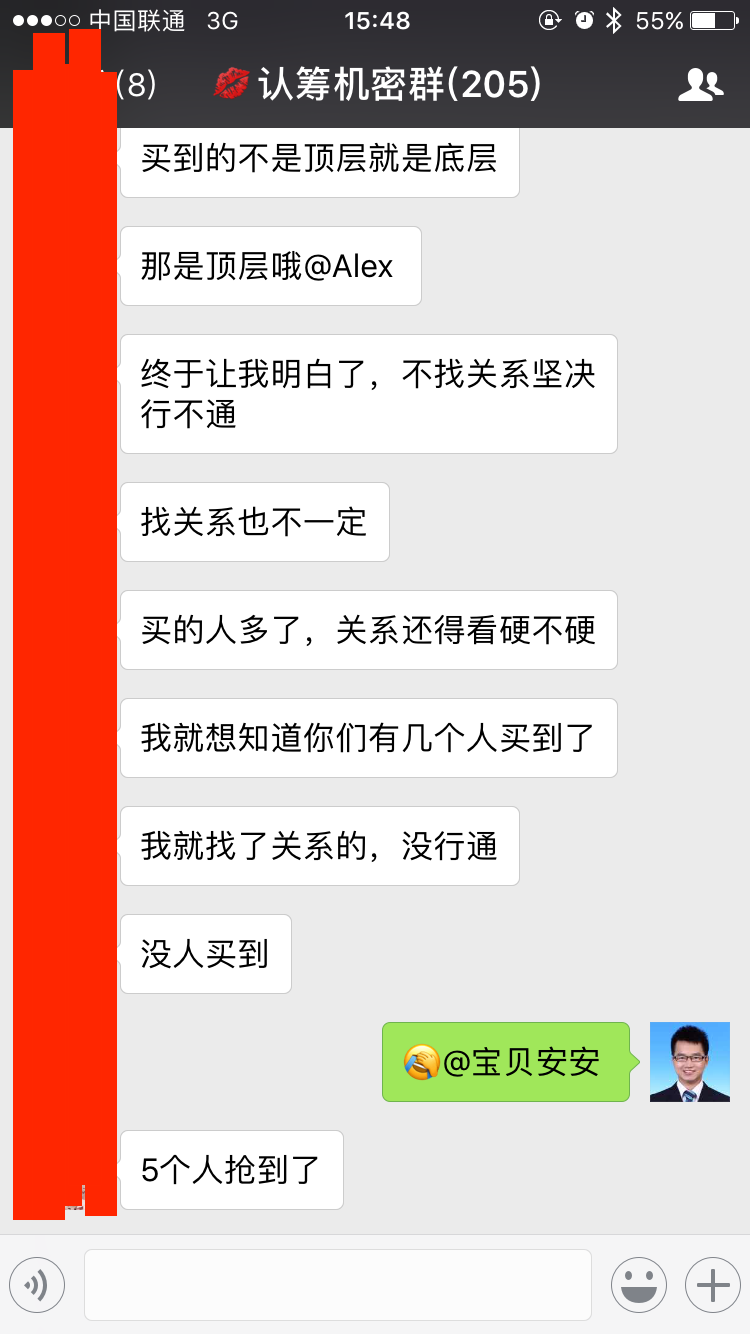 中国联通 3G 15:48 55%
(8) 💋认筹机密群(205)
买到的不是顶层就是底层
那是顶层哦@Alex
终于让我明白了，不找关系坚决
行不通
找关系也不一定
买的人多了，关系还得看硬不硬
我就想知道你们有几个人买到了
我就找了关系的，没行通
没人买到
🤦@宝贝安安
5个人抢到了